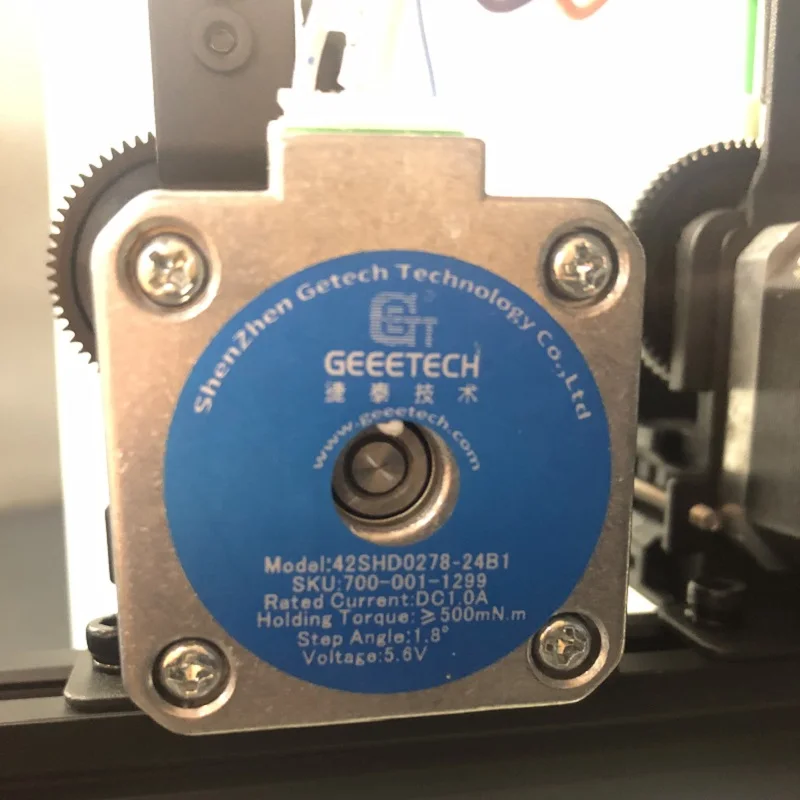 ShenZhen Getech Technology Co.,Ltd
GT
GEEETECH
捷泰技术
www.geeetech.com
Model:42SHD0278-24B1
SKU:700-001-1299
Rated Current:DC1.0A
Holding Torque:≥500mN.m
Step Angle:1.8°
Voltage:5.6V